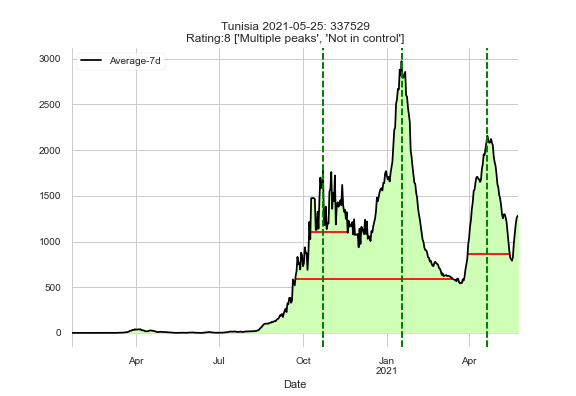 Tunisia 2021-05-25: 337529
Rating:8 ['Multiple peaks', 'Not in control']
Average-7d
3000
2500
2000
1500
1000
500
0
Apr
Jul
Oct
Jan
2021
Apr
Date